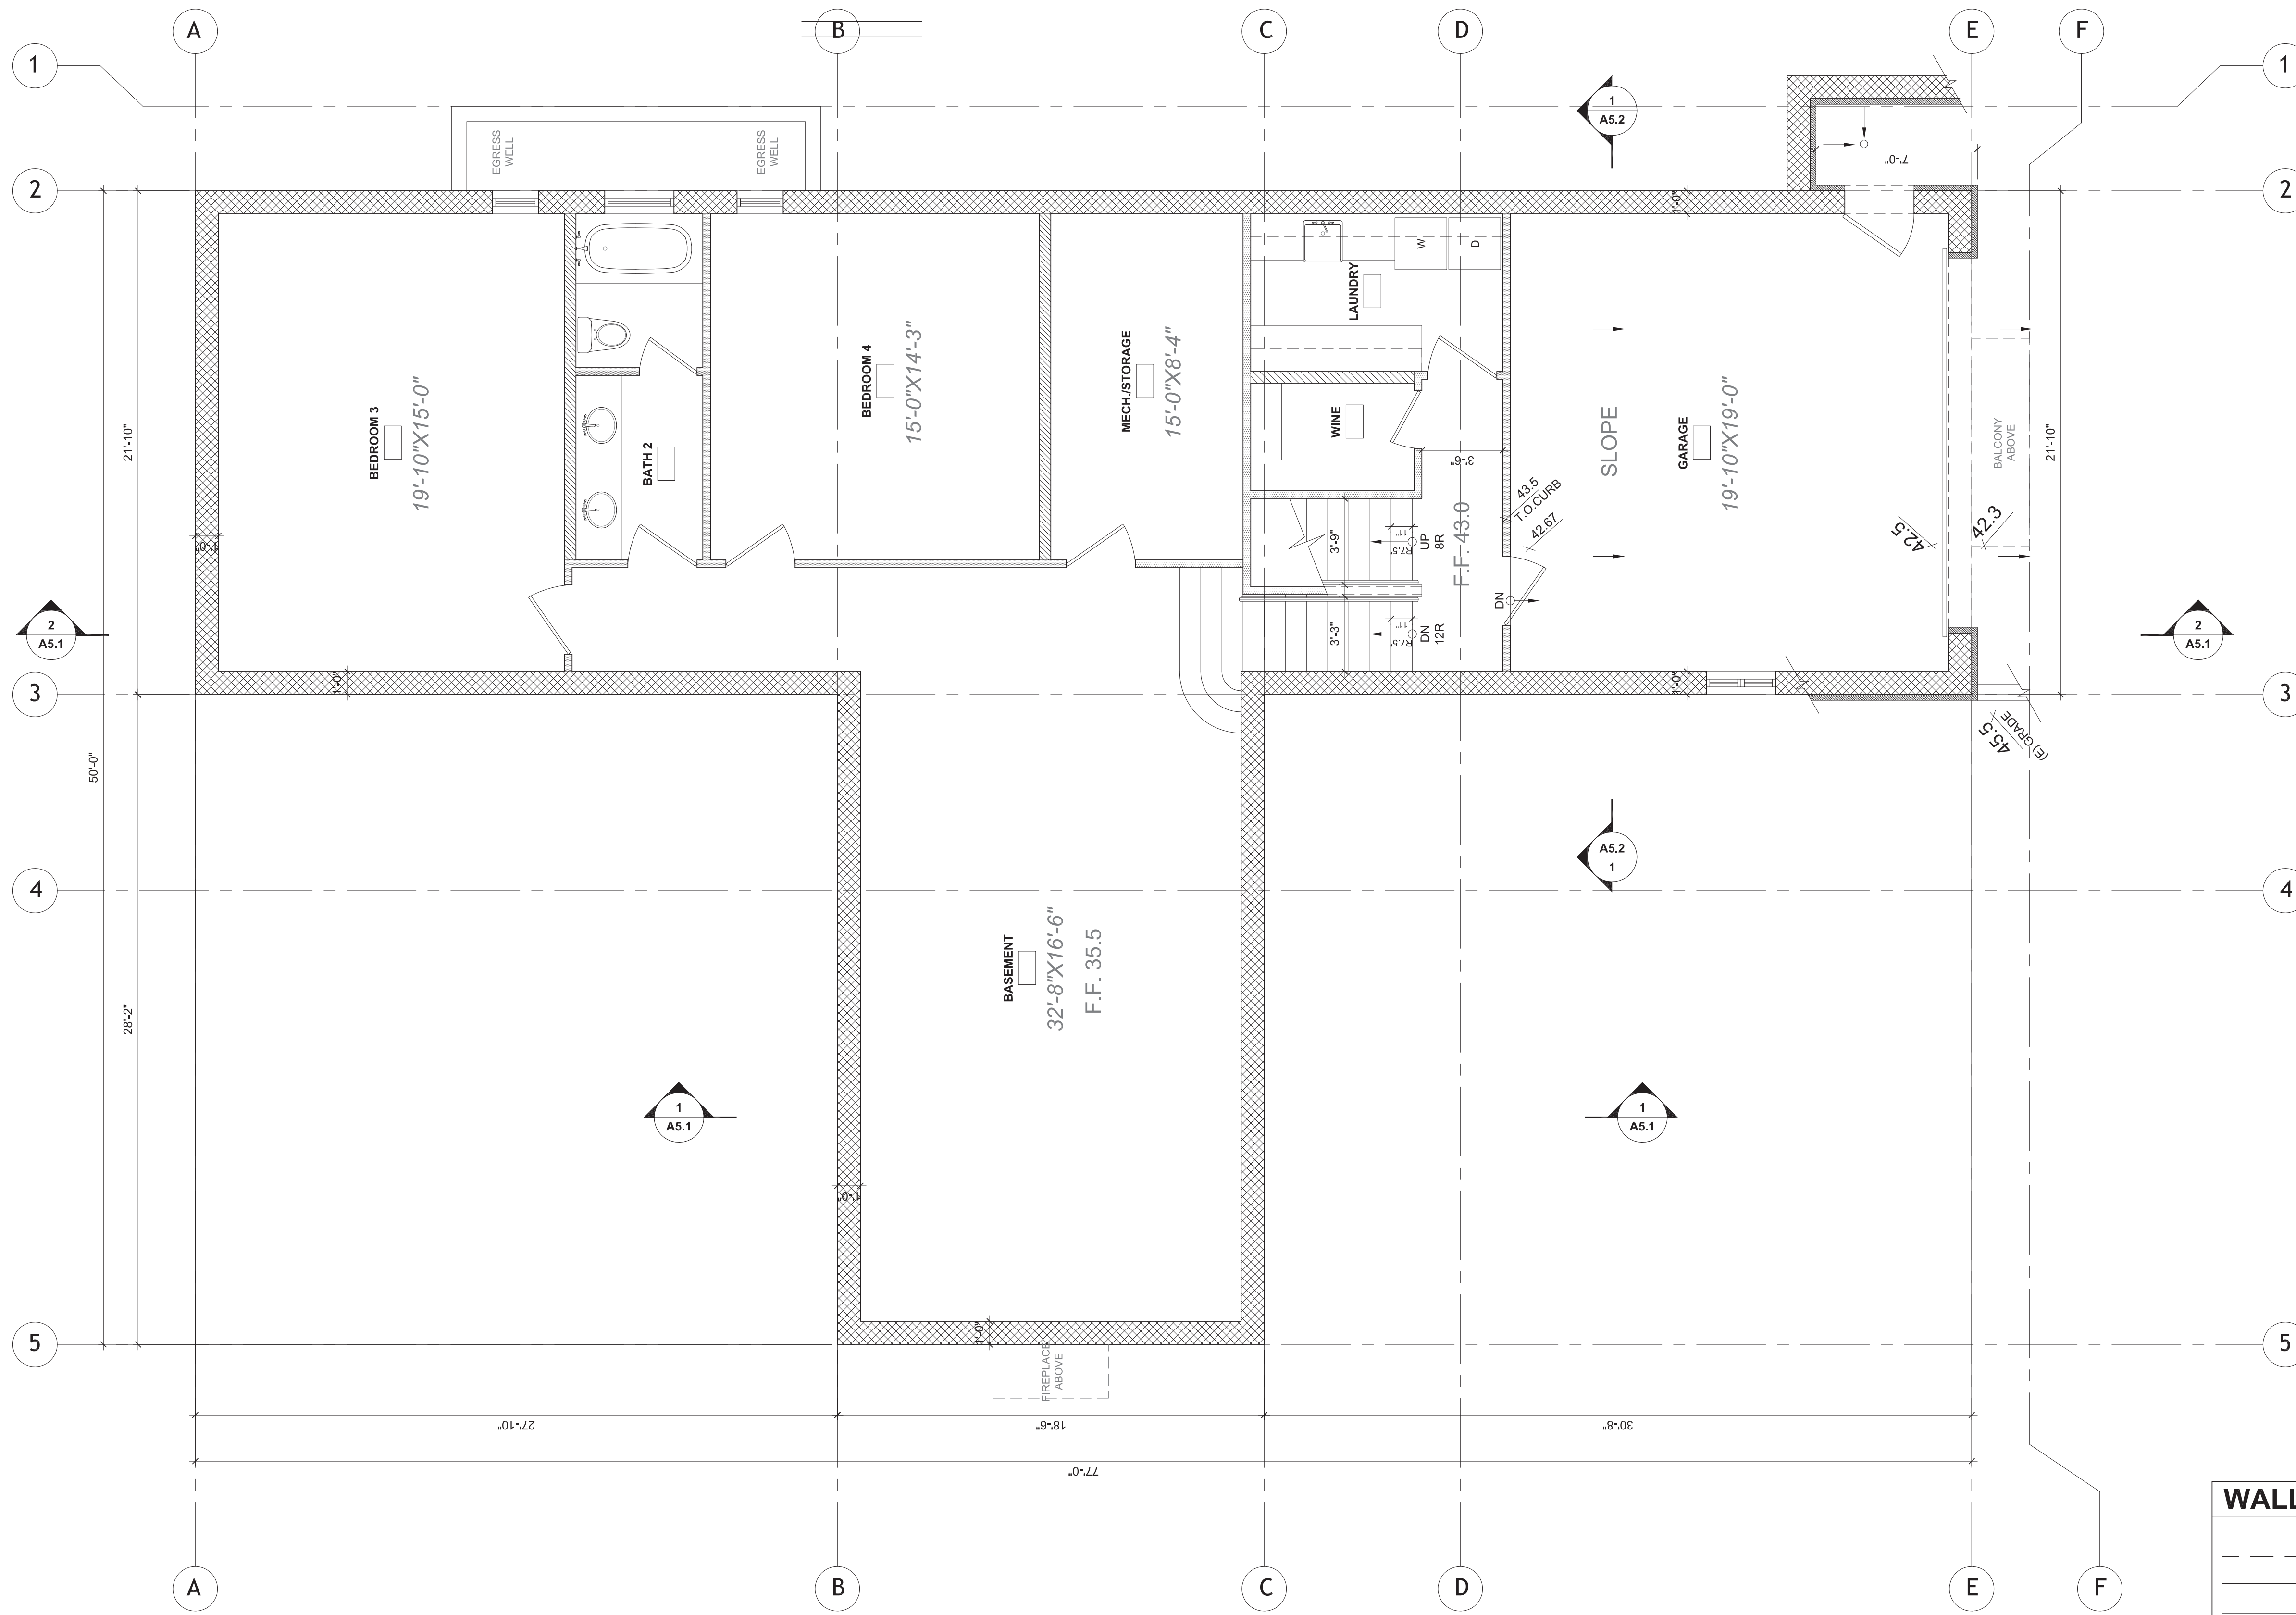 A
B
C
D
E
F
1
1
2
2
3
3
4
4
5
5
A
B
C
D
E
F
EGRESS
WELL
EGRESS
WELL
1
A5.2
7'-0"
1'-0"
21'-10"
50'-0"
28'-2"
BEDROOM 3
19'-10"X15'-0"
1'-0"
BATH 2
BEDROOM 4
15'-0"X14'-3"
MECH./STORAGE
15'-0"X8'-4"
LAUNDRY
W
D
WINE
3'-6"
43.5
T.O.CURB
42.67
F.F. 43.0
3'-9"
11"
R7.5"
UP
8R
3'-3"
11"
R7.5"
DN
12R
DN
SLOPE
GARAGE
19'-10"X19'-0"
42.5
42.3
BALCONY
ABOVE
21'-10"
2
A5.1
2
A5.1
1'-0"
1'-0"
45.5
(E) GRADE
A5.2
1
BASEMENT
32'-8"X16'-6"
F.F. 35.5
1
A5.1
1
A5.1
1'-0"
1'-0"
FIREPLACE
ABOVE
27'-10"
18'-6"
30'-8"
77'-0"